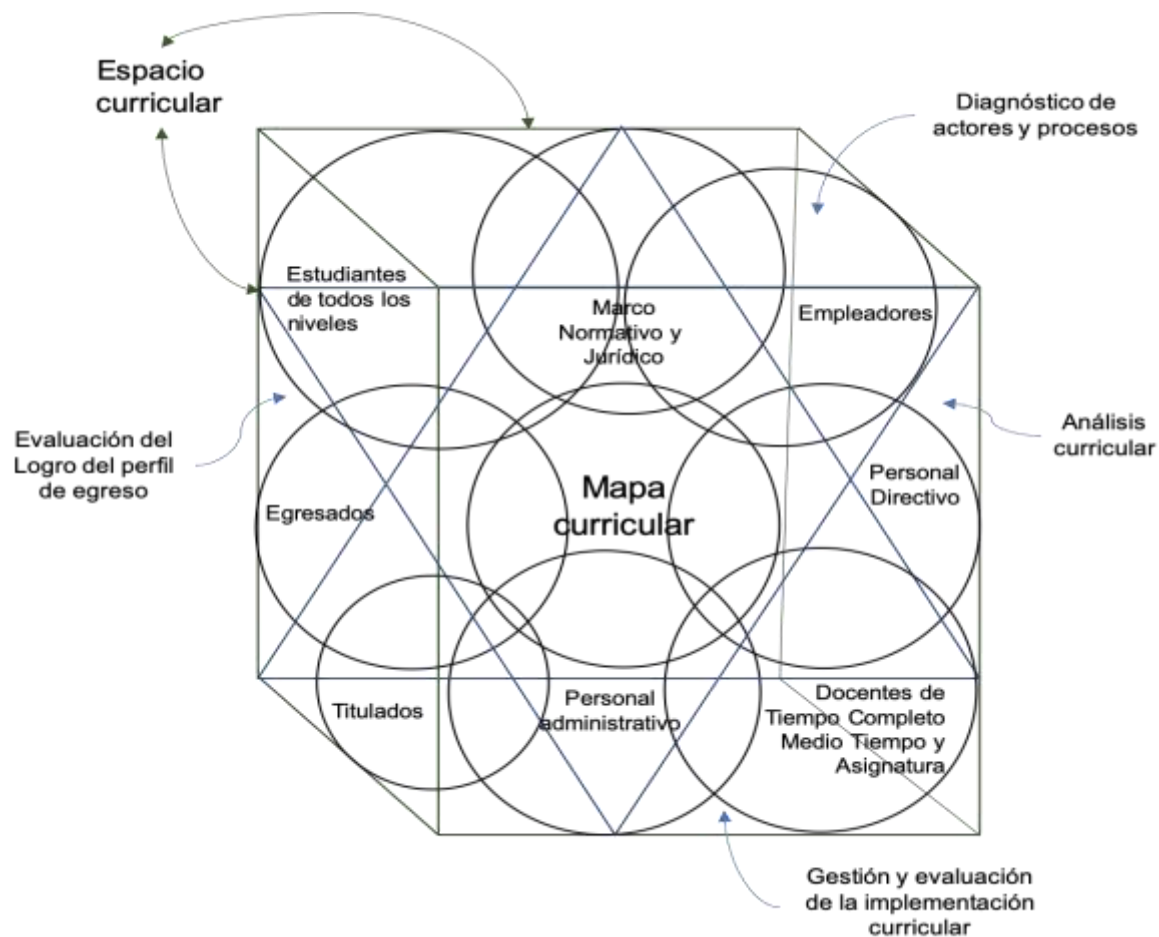 Espacio
curricular
Diagnóstico de
actores y procesos
Estudiantes
de todos los
niveles
Marco
Normativo y
Jurídico
Empleadores
Evaluación del
Logro del perfil
de egreso
Análisis
curricular
Egresados
Mapa
curricular
Personal
Directivo
Titulados
Personal
administrativo
Docentes de
Tiempo Completo
Medio Tiempo y
Asignatura
Gestión y evaluación
de la implementación
curricular